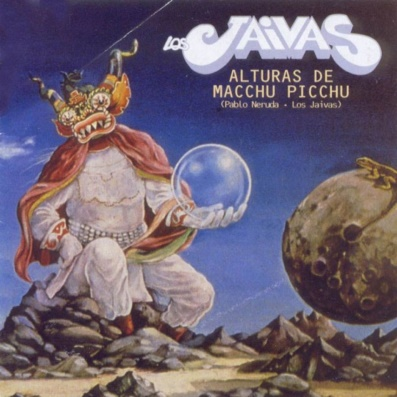 LOS JAIVAS
ALTURAS DE
MACCHU PICCHU
(Pablo Neruda - Los Jaivas)